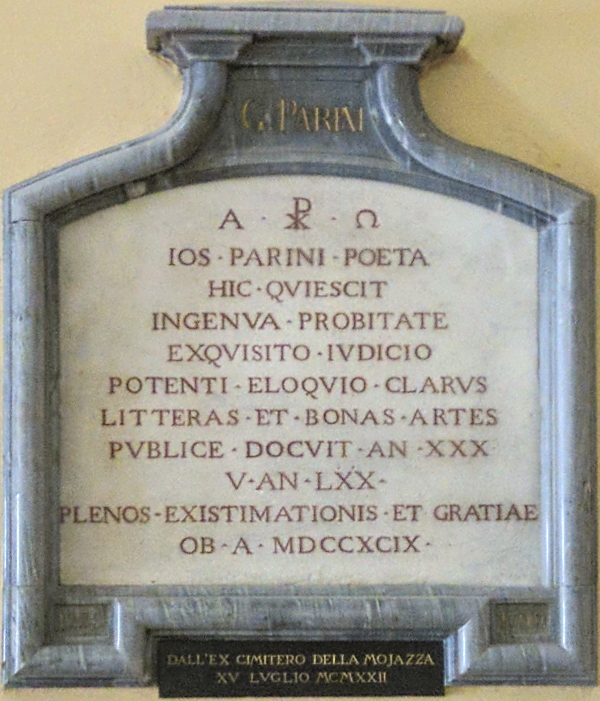 G. PARINI
A · ☧ · Ω
IOS · PARINI · POETA
HIC · QVIESCIT
INGENVA · PROBITATE
EXQVISITO · IVDICIO
POTENTI · ELOQVIO · CLARVS
LITTERAS · ET · BONAS · ARTES
PVBLICE · DOCVIT · AN · XXX
V · AN · LXX ·
PLENOS · EXISTIMATIONIS · ET GRATIAE
OB · A · MDCCXCIX ·
DALL'EX CIMITERO DELLA MOJAZZA
XV LVGLIO MCMXXII